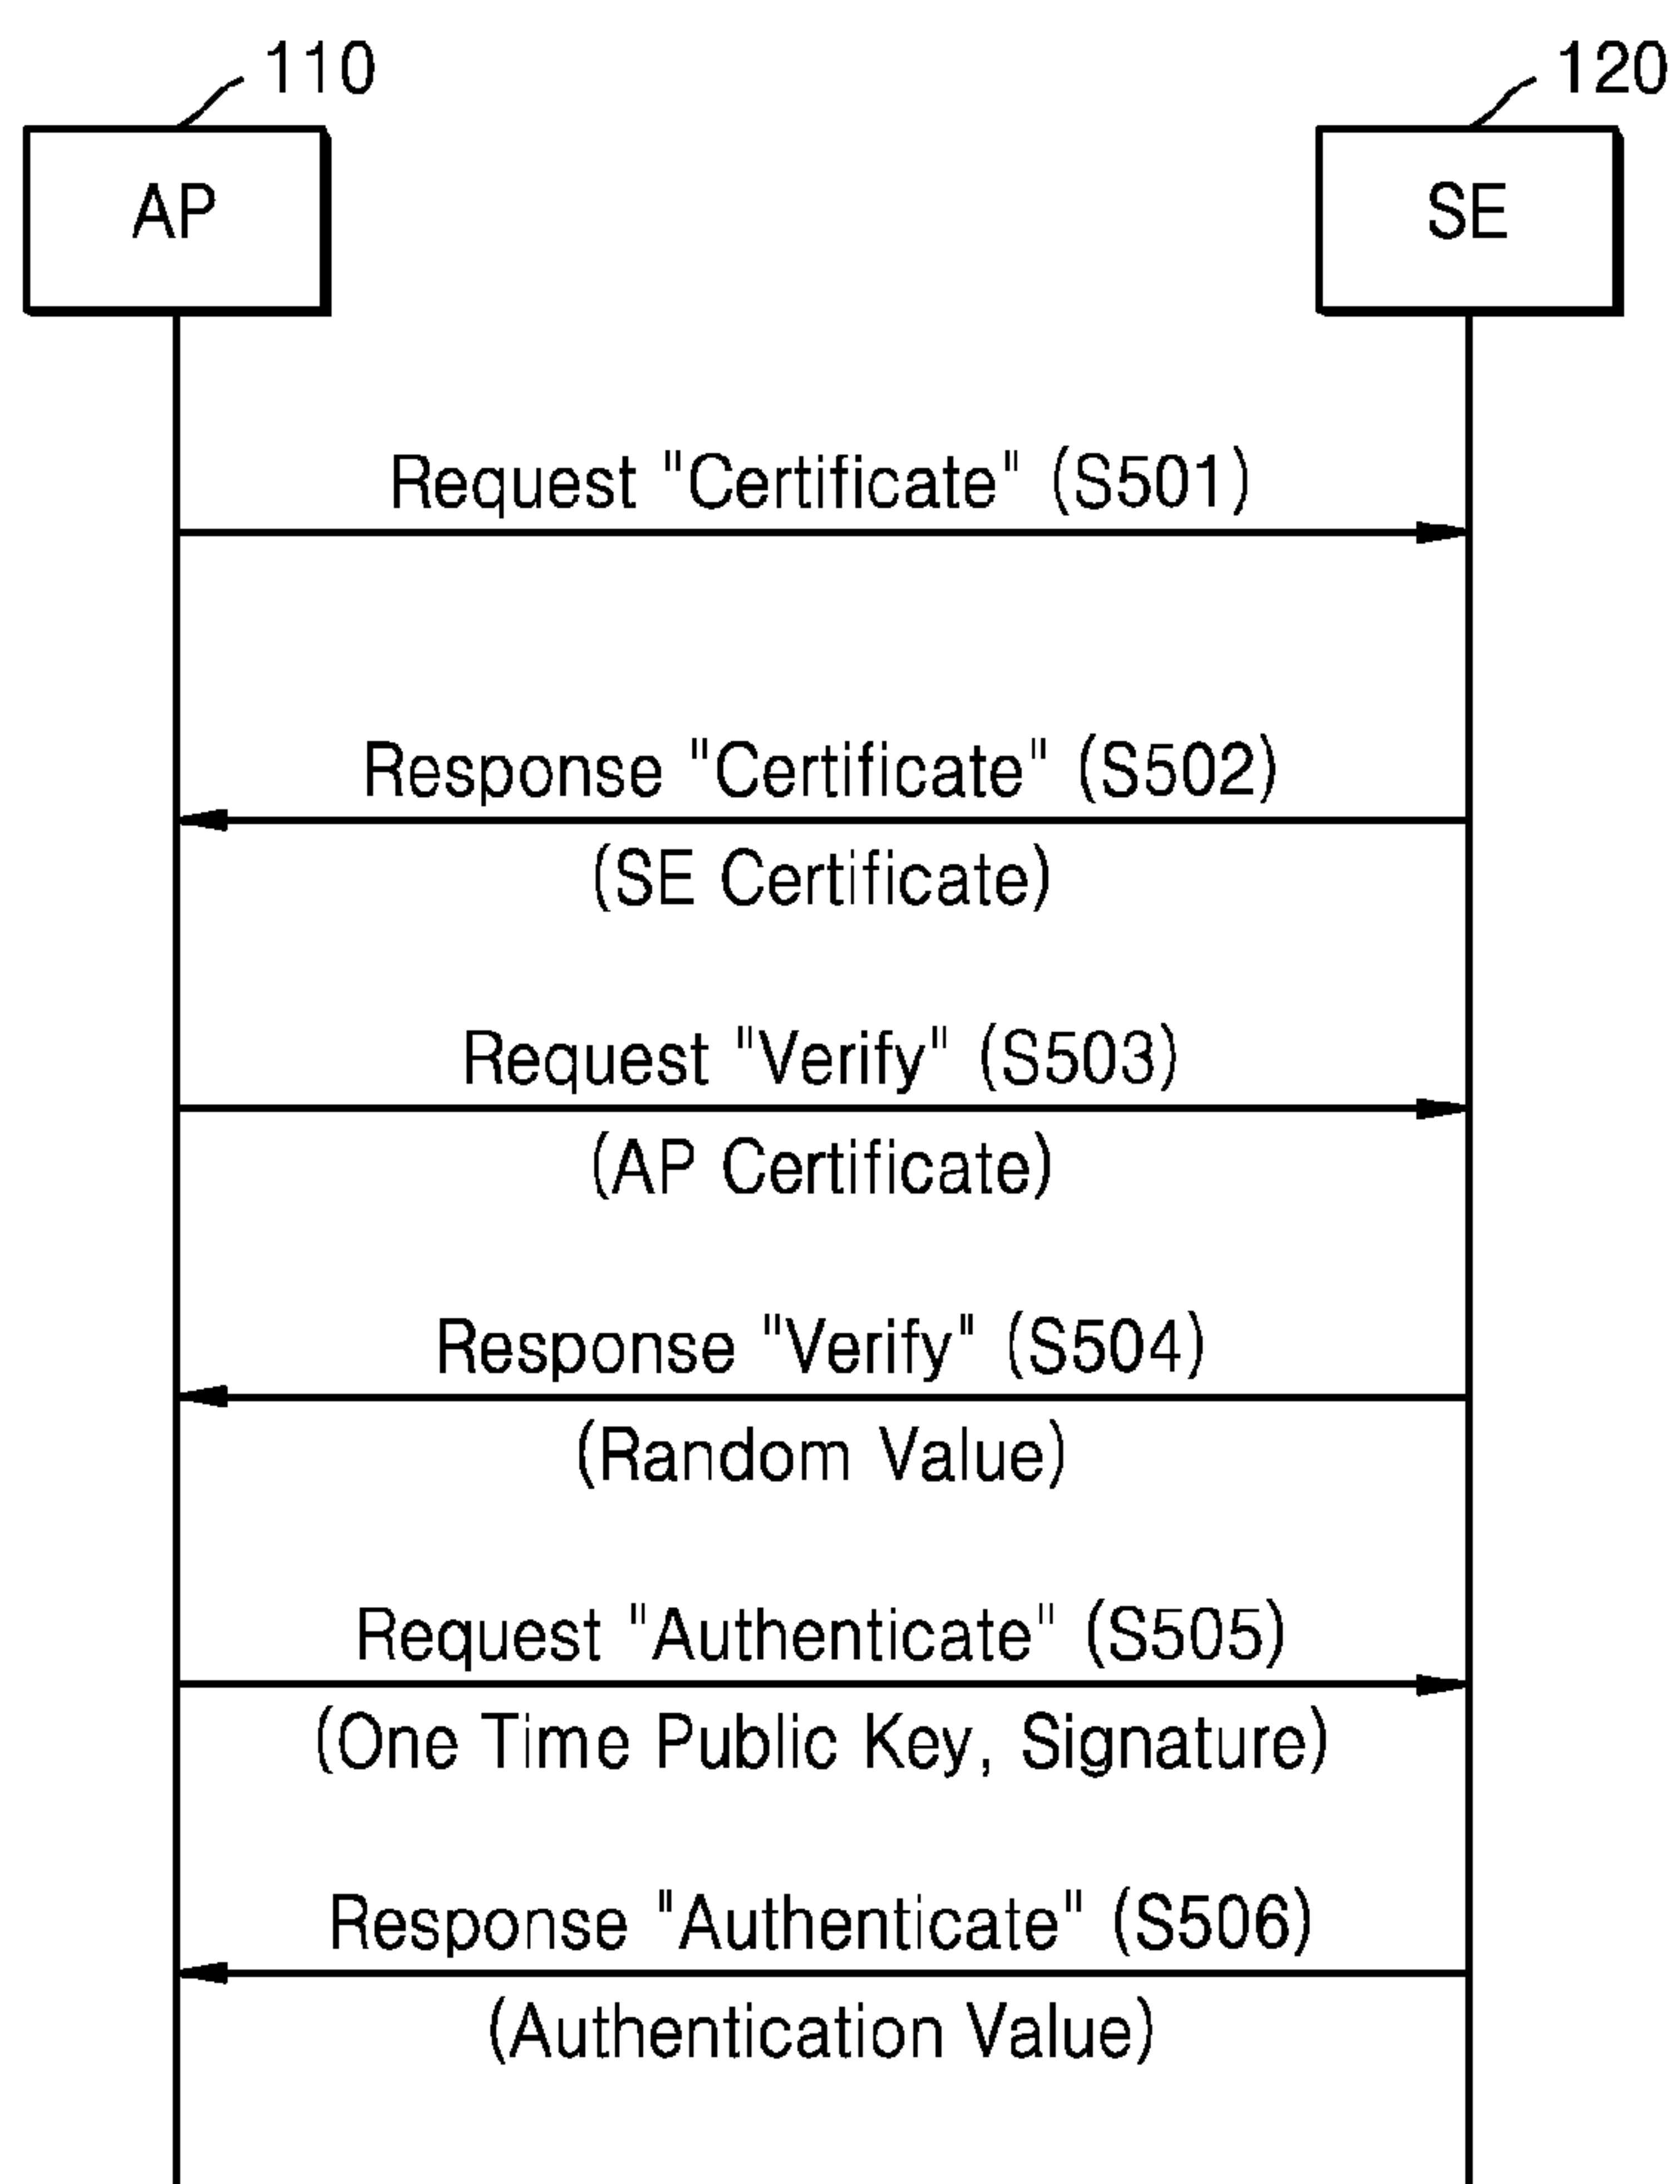 110
120
AP
SE
Request "Certificate" (S501)
Response "Certificate" (S502)
(SE Certificate)
Request "Verify" (S503)
(AP Certificate)
Response "Verify" (S504)
(Random Value)
Request "Authenticate" (S505)
(One Time Public Key, Signature)
Response "Authenticate" (S506)
(Authentication Value)